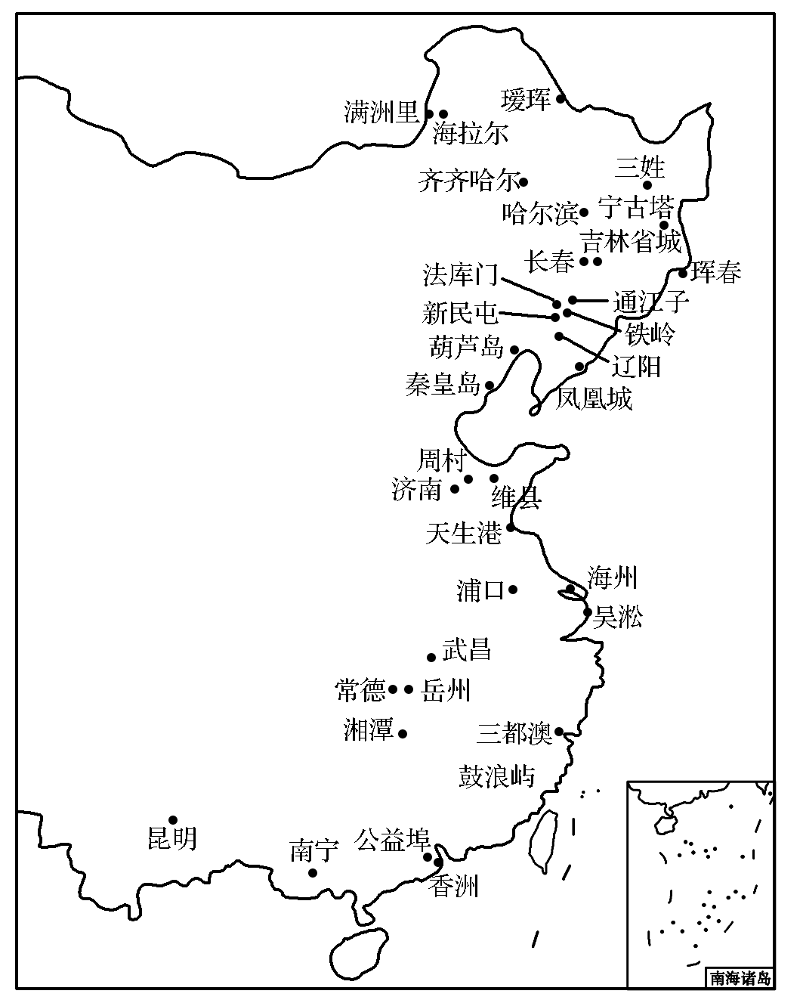 瑷珲
满洲里
海拉尔
三姓
齐齐哈尔
宁古塔
哈尔滨
吉林省城
长春
珲春
法库门
通江子
新民屯
铁岭
葫芦岛
辽阳
秦皇岛
凤凰城
周村
济南
维县
天生港
海州
浦口
吴淞
武昌
常德
岳州
湘潭
三都澳
鼓浪屿
昆明
公益埠
南宁
香洲
南海诸岛